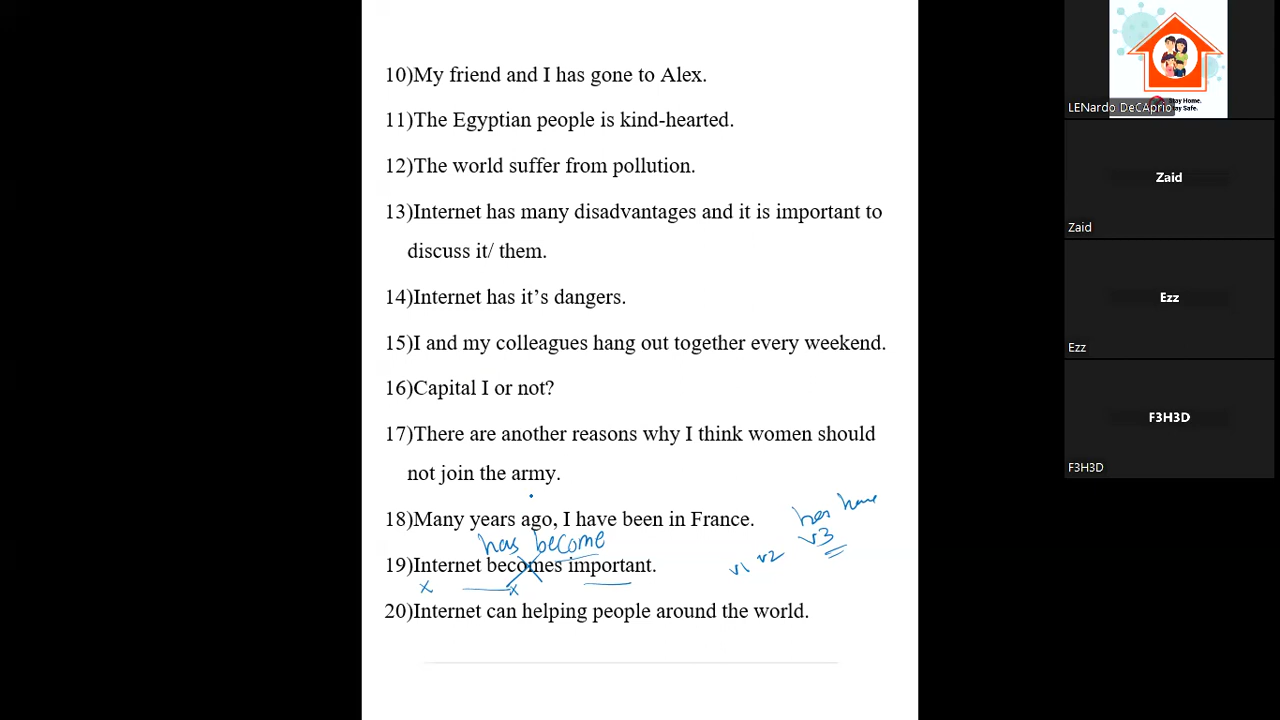 10)My friend and I has gone to Alex.
11)The Egyptian people is kind-hearted.
12)The world suffer from pollution.
13)Internet has many disadvantages and it is important to
discuss it/ them.
14)Internet has it's dangers.
15)I and my colleagues hang out together every weekend.
16)Capital I or not?
17)There are another reasons why I think women should
not join the army.
has have
18)Many years ago, I have been in France.
v3
has become
v1 v2
19)Internet becomes important.
x x
20)Internet can helping people around the world.
Stay Home.
Stay Safe.
LENardo DeCAprio
Zaid
Zaid
Ezz
Ezz
F3H3D
F3H3D